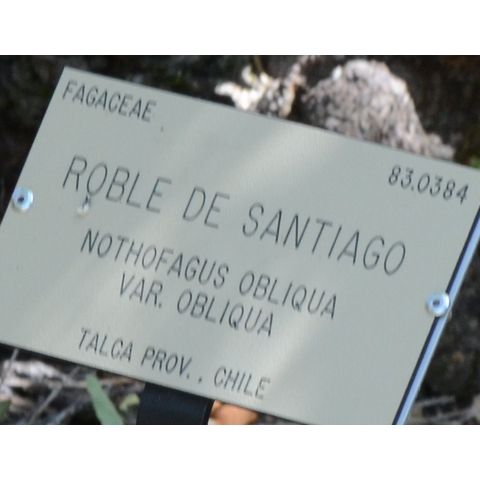 FAGACEAE
83.0384
ROBLE DE SANTIAGO
NOTHOFAGUS OBLIQUA
VAR. OBLIQUA
TALCA PROV., CHILE